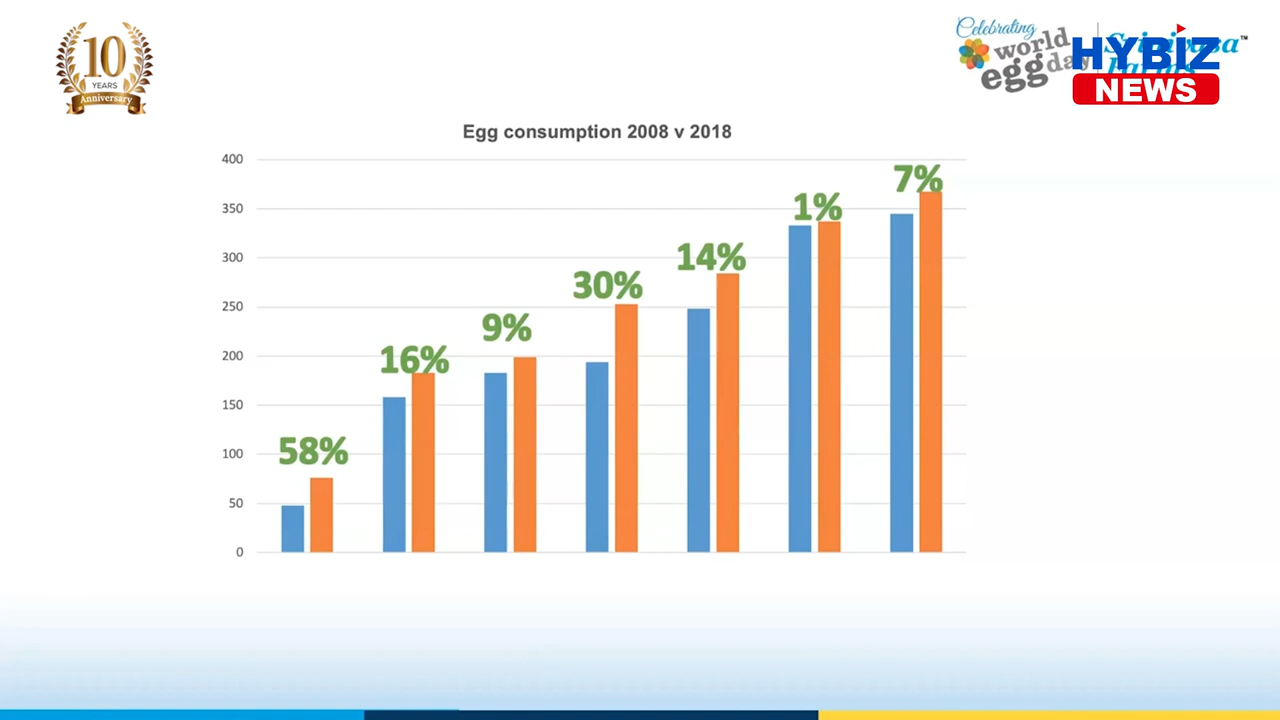 10
YEARS
Anniversary
Celebrating
world
egg day
HYBIZ
NEWS
™
Egg consumption 2008 v 2018
400
350
300
250
200
150
100
50
0
58%
16%
9%
30%
14%
1%
7%